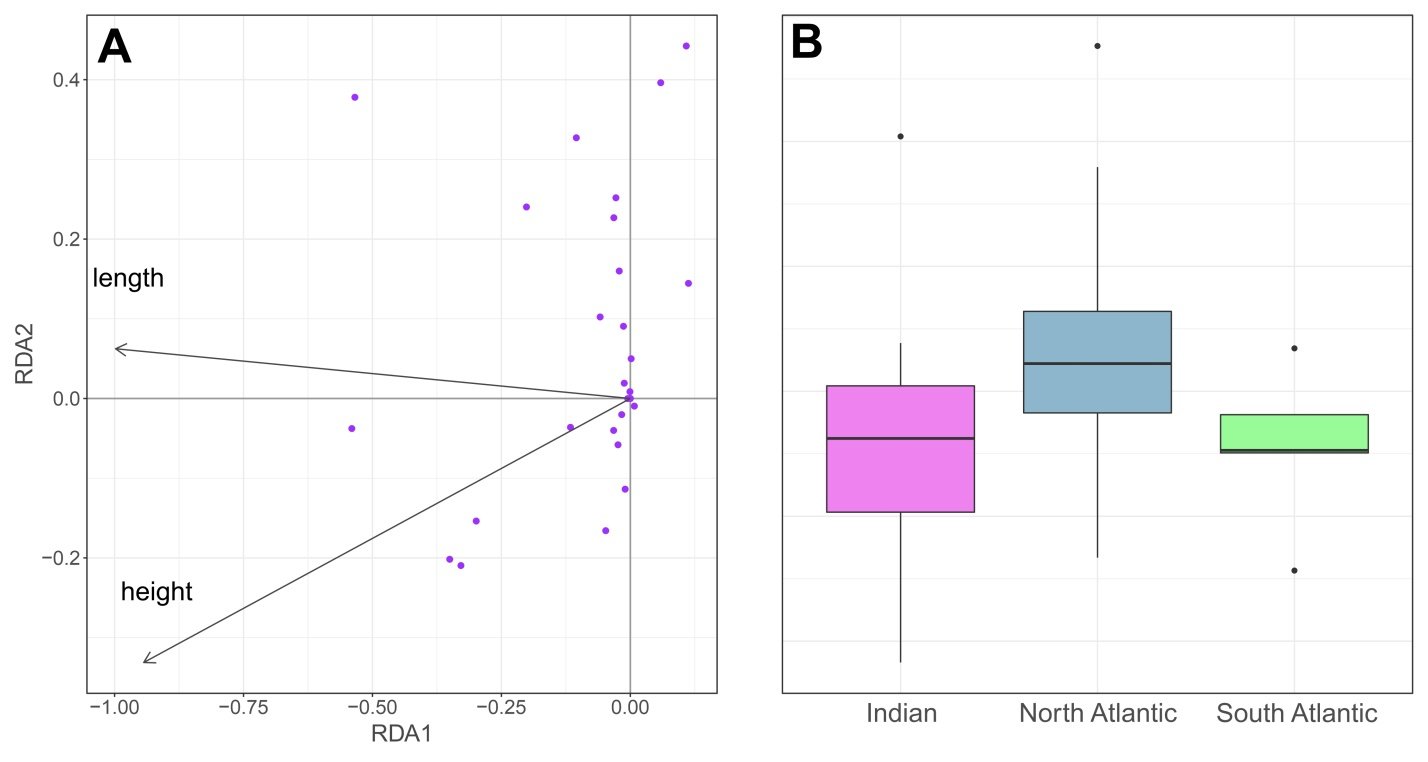 A
0.4
0.2
0.0
−0.2
RDA2
length
height
−1.00 −0.75 −0.50 −0.25 0.00
RDA1
B
Indian North Atlantic South Atlantic